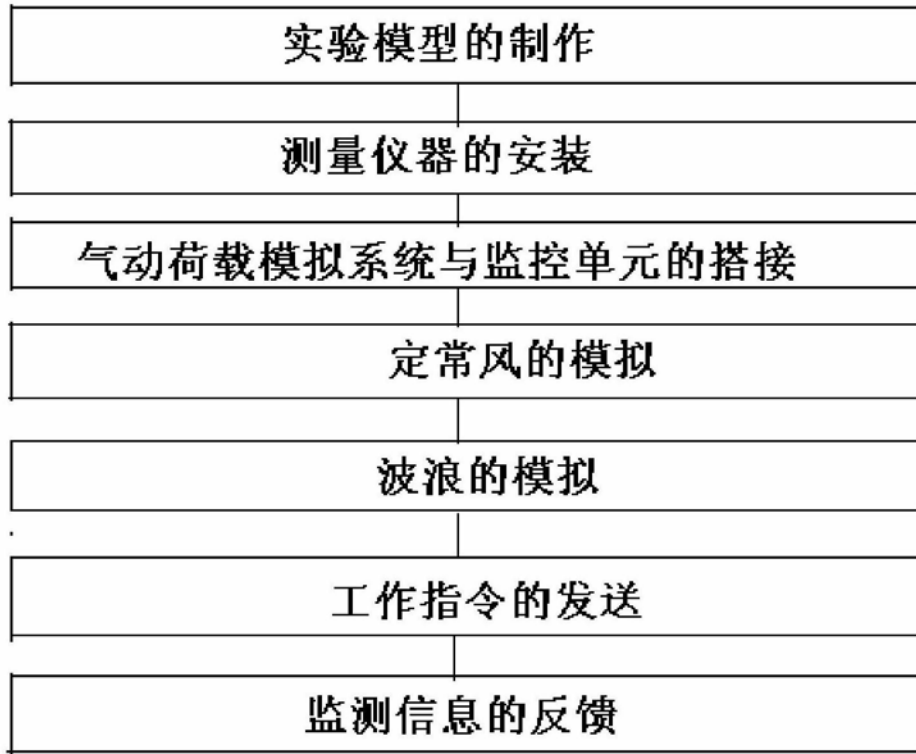 实验模型的制作
测量仪器的安装
气动荷载模拟系统与监控单元的搭接
定常风的模拟
波浪的模拟
工作指令的发送
监测信息的反馈